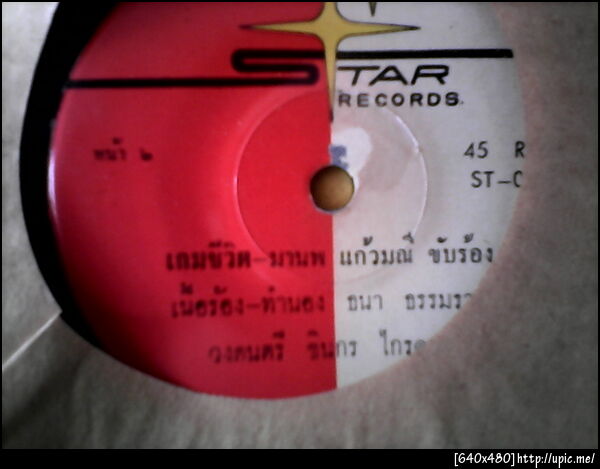 STAR
RECORDS.
หน้า ๒
45 R
ST-C
เกมชีวิต-มานพ แก้วมณี ขับร้อง
เนื้อร้อง-ทำนอง ธนา ธรรมรา
วงดนตรี ชินกร ไกร
[640x480]http://upic.me/